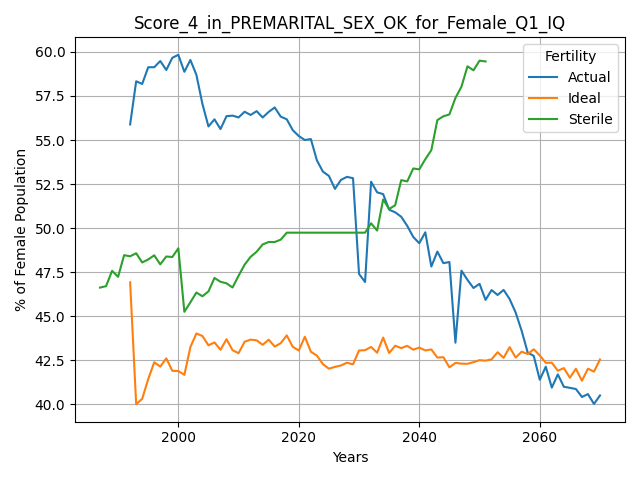 Score_4_in_PREMARITAL_SEX_OK_for_Female_Q1_IQ
% of Female Population
60.0
57.5
55.0
52.5
50.0
47.5
45.0
42.5
40.0
Fertility
Actual
Ideal
Sterile
2000
2020
2040
2060
Years